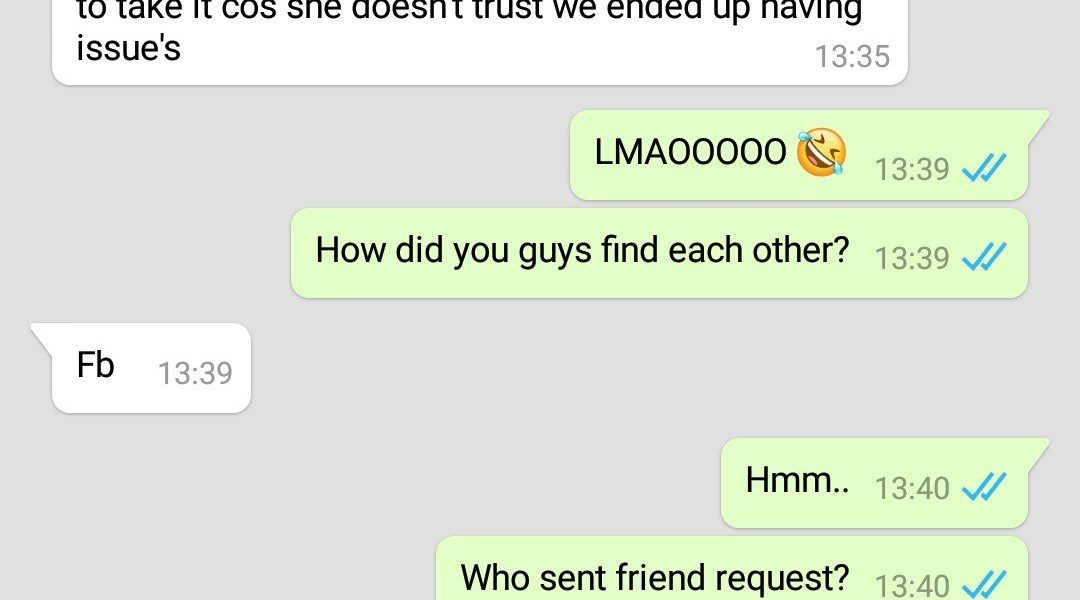 to take it cos she doesn't trust we ended up having
issue's
13:35
LMAOOOOO 🤣 13:39
How did you guys find each other? 13:39
Fb 13:39
Hmm.. 13:40
Who sent friend request? 13:40